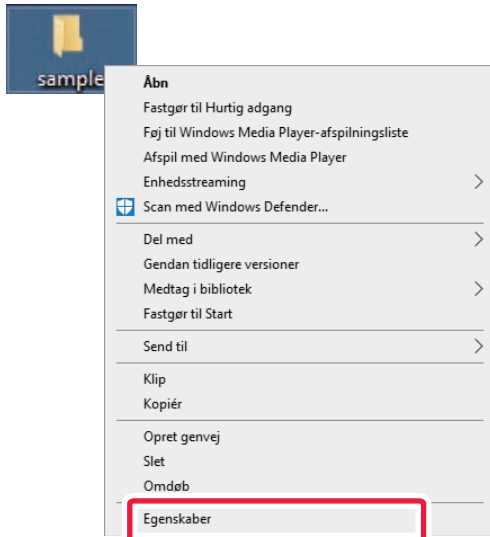 sample
Åbn
Fastgør til Hurtig adgang
Føj til Windows Media Player-afspilningsliste
Afspil med Windows Media Player
Enhedsstreaming
Scan med Windows Defender...
Del med
Gendan tidligere versioner
Medtag i bibliotek
Fastgør til Start
Send til
Klip
Kopiér
Opret genvej
Slet
Omdøb
Egenskaber